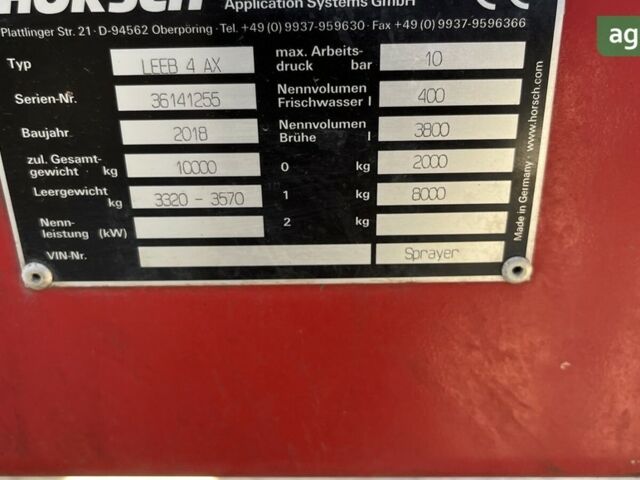 HORSCH Application Systems GmbH
Plattlinger Str. 21 · D-94562 Oberpöring · Tel. +49 (0) 9937-959630 · Fax +49 (0) 9937-9596366
Typ LEEB 4 AX max. Arbeits-druck bar 10
Serien-Nr. 36141255 Nennvolumen Frischwasser l 400
Baujahr 2018 Nennvolumen Brühe l 3800
zul. Gesamt-gewicht kg 10000 0 kg 2000
Leergewicht kg 3320 - 3570 1 kg 8000
Nenn-leistung (kW) 2 kg
VIN-Nr. Sprayer
Made in Germany · www.horsch.com
ag